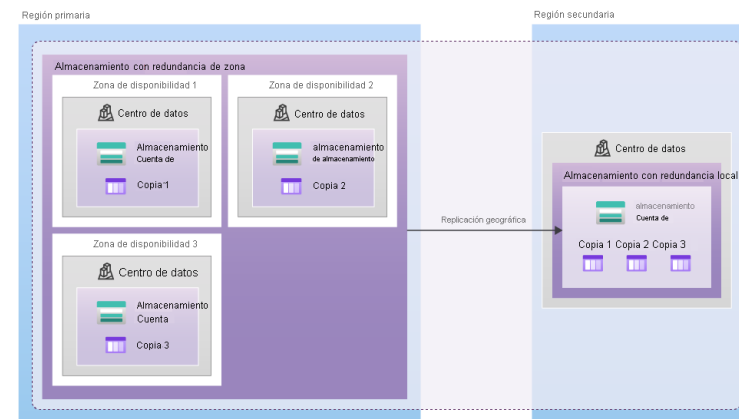 Región primaria
Región secundaria
Almacenamiento con redundancia de zona
Zona de disponibilidad 1
Centro de datos
Almacenamiento
Cuenta de
Copia 1
Zona de disponibilidad 2
Centro de datos
almacenamiento
de almacenamiento
Copia 2
Zona de disponibilidad 3
Centro de datos
Almacenamiento
Cuenta
Copia 3
Replicación geográfica
Centro de datos
Almacenamiento con redundancia local
almacenamiento
Cuenta de
Copia 1 Copia 2 Copia 3